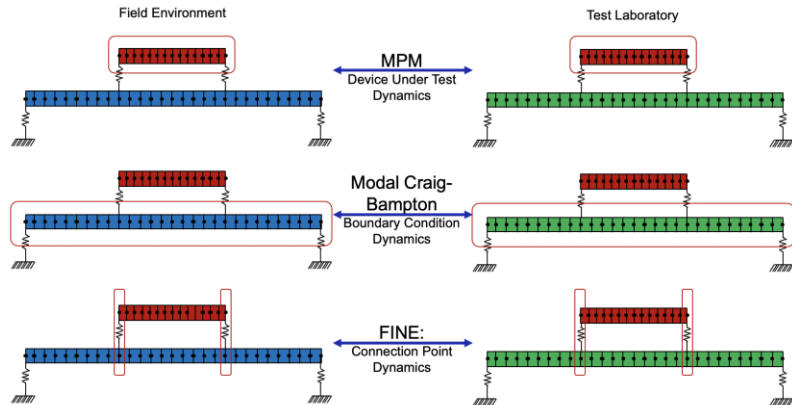 Field Environment
Test Laboratory
MPM
Device Under Test
Dynamics
Modal Craig-
Bampton
Boundary Condition
Dynamics
FINE:
Connection Point
Dynamics